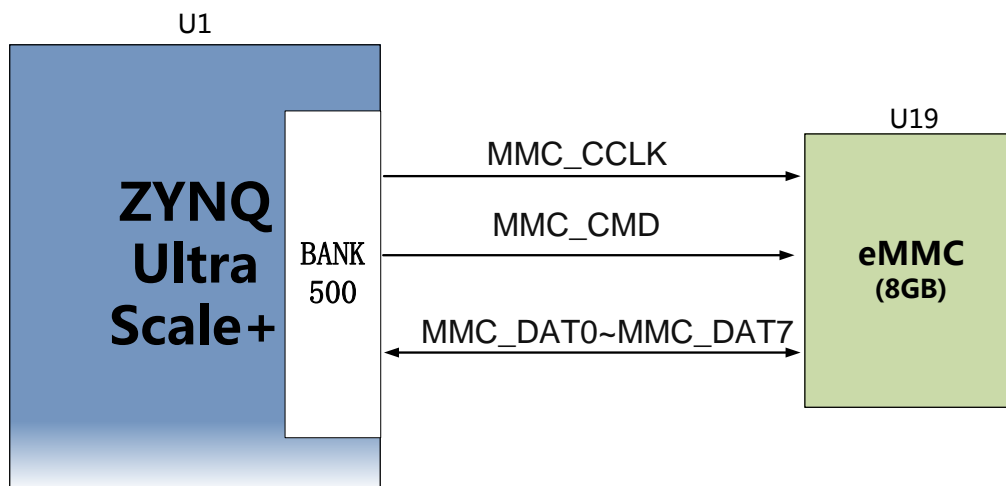 U1
ZYNQ
Ultra
Scale+
BANK
500
MMC_CCLK
MMC_CMD
MMC_DAT0~MMC_DAT7
U19
eMMC
(8GB)